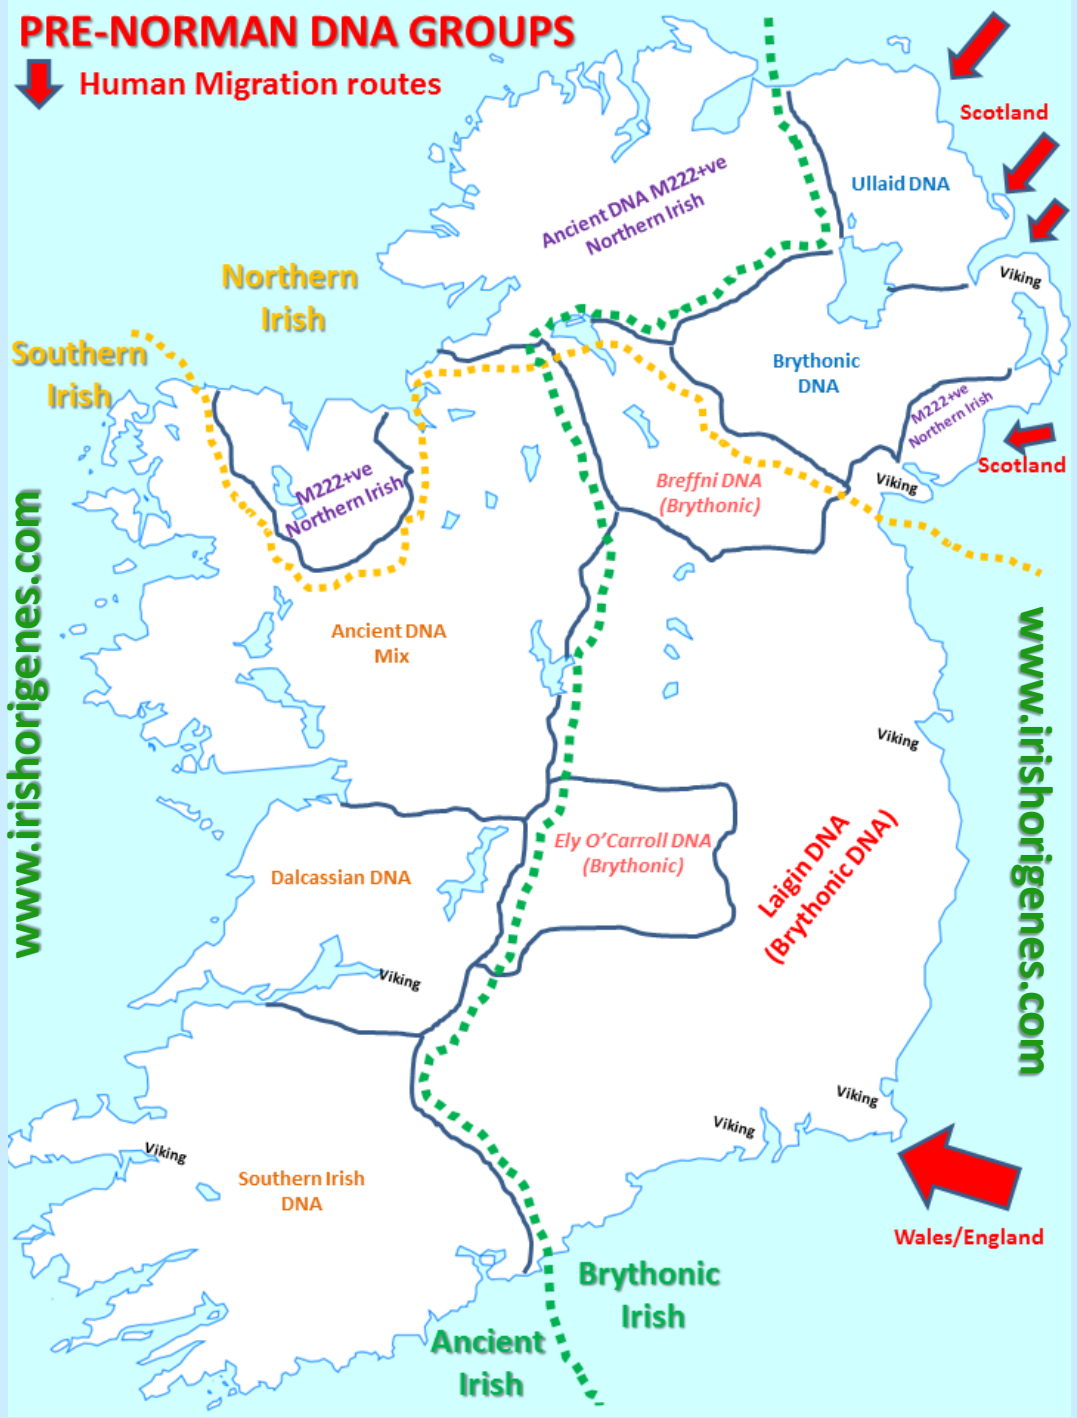 PRE-NORMAN DNA GROUPS
Human Migration routes
Scotland
Ullaid DNA
Ancient DNA M222+ve
Northern Irish
Viking
Northern
Irish
Southern
Irish
Brythonic
DNA
M222+ve
Northern Irish
Scotland
M222+ve
Northern Irish
Breffni DNA
(Brythonic)
Viking
www.irishorigenes.com
Ancient DNA
Mix
www.irishorigenes.com
Viking
Ely O'Carroll DNA
(Brythonic)
Laigin DNA
(Brythonic DNA)
Dalcassian DNA
Viking
Viking
Viking
Viking
Southern Irish
DNA
Wales/England
Brythonic
Irish
Ancient
Irish